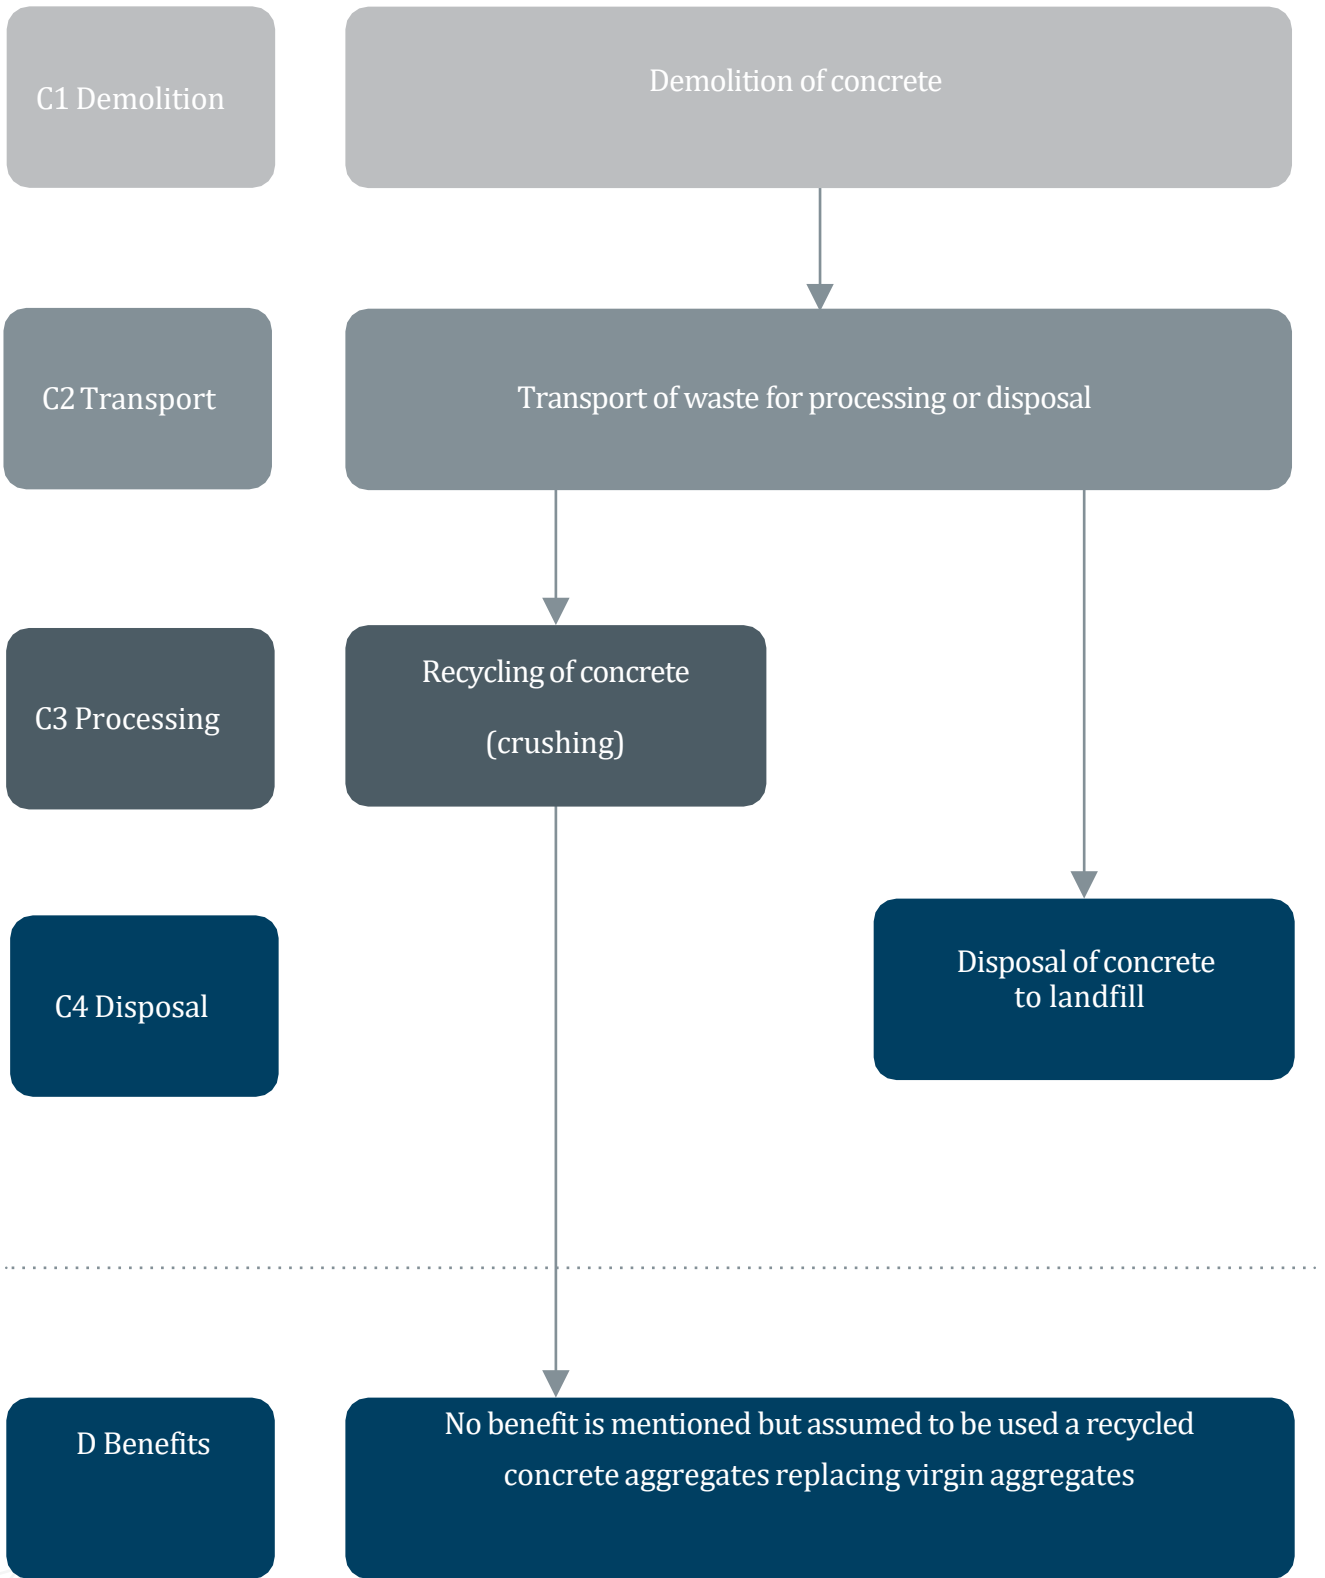 C1 Demolition
Demolition of concrete
C2 Transport
Transport of waste for processing or disposal
C3 Processing
Recycling of concrete
(crushing)
C4 Disposal
Disposal of concrete
to landfill
D Benefits
No benefit is mentioned but assumed to be used a recycled
concrete aggregates replacing virgin aggregates